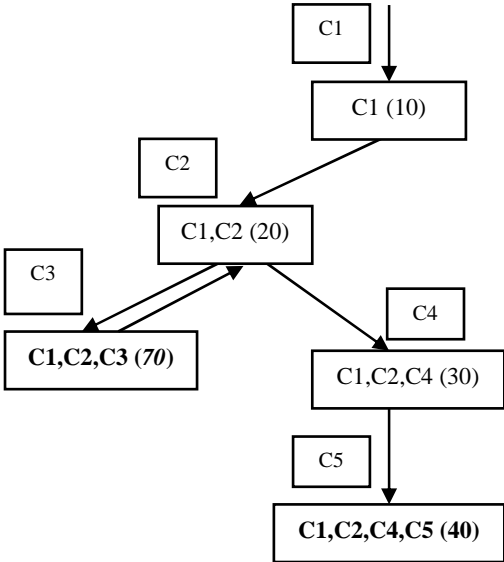 C1
C1 (10)
C2
C1,C2 (20)
C3
C4
C1,C2,C3 (70)
C1,C2,C4 (30)
C5
C1,C2,C4,C5 (40)